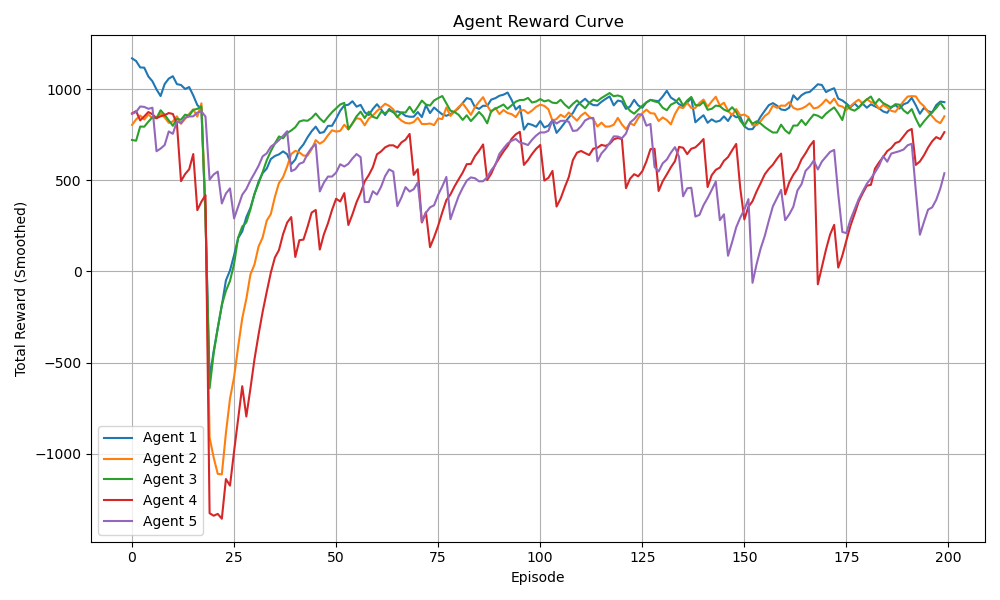 Agent Reward Curve
Total Reward (Smoothed)
1000
500
0
−500
−1000
Agent 1
Agent 2
Agent 3
Agent 4
Agent 5
0 25 50 75 100 125 150 175 200
Episode